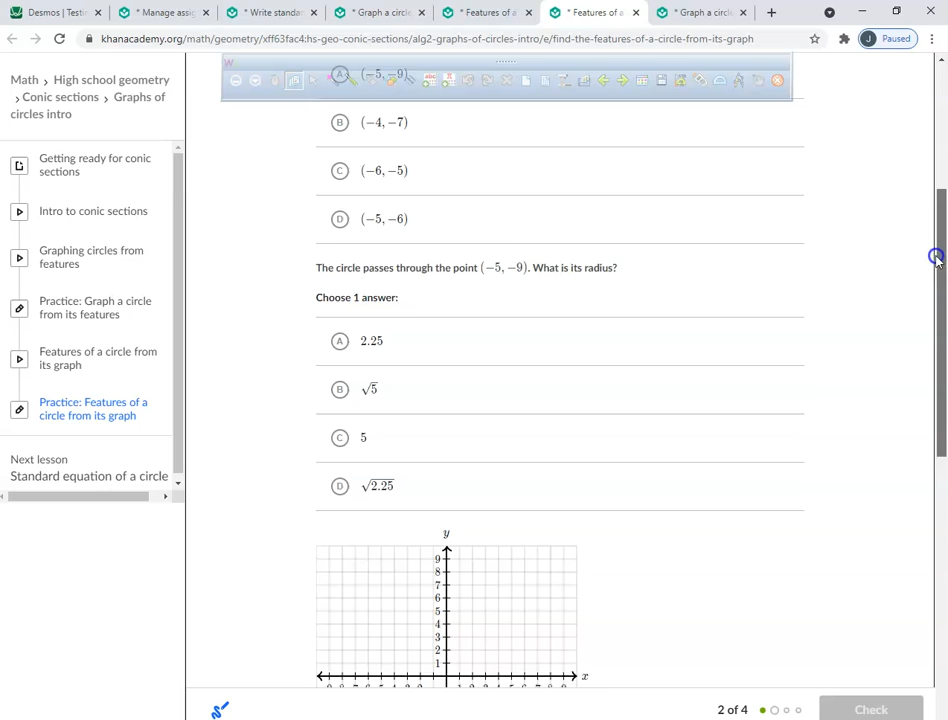 Desmos | Testin
* Manage assig
* Write standar
* Graph a circle
* Features of a
* Features of a
* Graph a circl
khanacademy.org/math/geometry/xff63fac4:hs-geo-conic-sections/alg2-graphs-of-circles-intro/e/find-the-features-of-a-circle-from-its-graph
J Paused
Math > High school geometry
> Conic sections > Graphs of
circles intro
Getting ready for conic
sections
Intro to conic sections
Graphing circles from
features
Practice: Graph a circle
from its features
Features of a circle from
its graph
Practice: Features of a
circle from its graph
Next lesson
Standard equation of a circle
W
A (−5, −9)
B (−4, −7)
C (−6, −5)
D (−5, −6)
The circle passes through the point (−5, −9). What is its radius?
Choose 1 answer:
A 2.25
B √5
C 5
D √2.25
y
9
8
7
6
5
4
3
2
1
x
2 of 4
Check